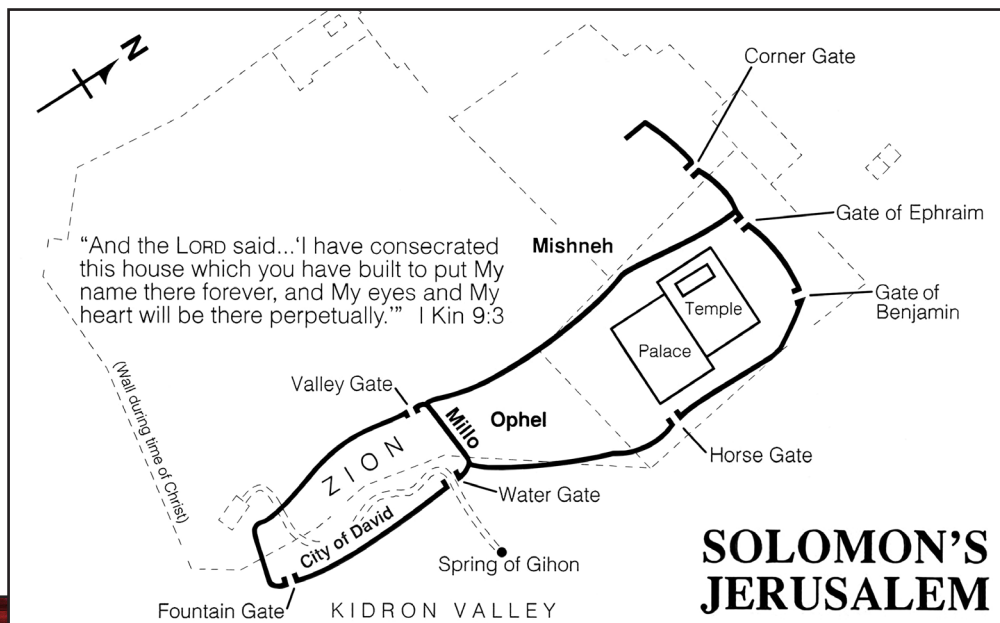 N
Corner Gate
Gate of Ephraim
Mishneh
“And the LORD said...‘I have consecrated
this house which you have built to put My
name there forever, and My eyes and My
heart will be there perpetually.’” I Kin 9:3
Gate of
Benjamin
Temple
Palace
(Wall during time of Christ)
Valley Gate
Millo
Ophel
ZION
Horse Gate
Water Gate
City of David
Spring of Gihon
Fountain Gate
KIDRON VALLEY
SOLOMON'S
JERUSALEM